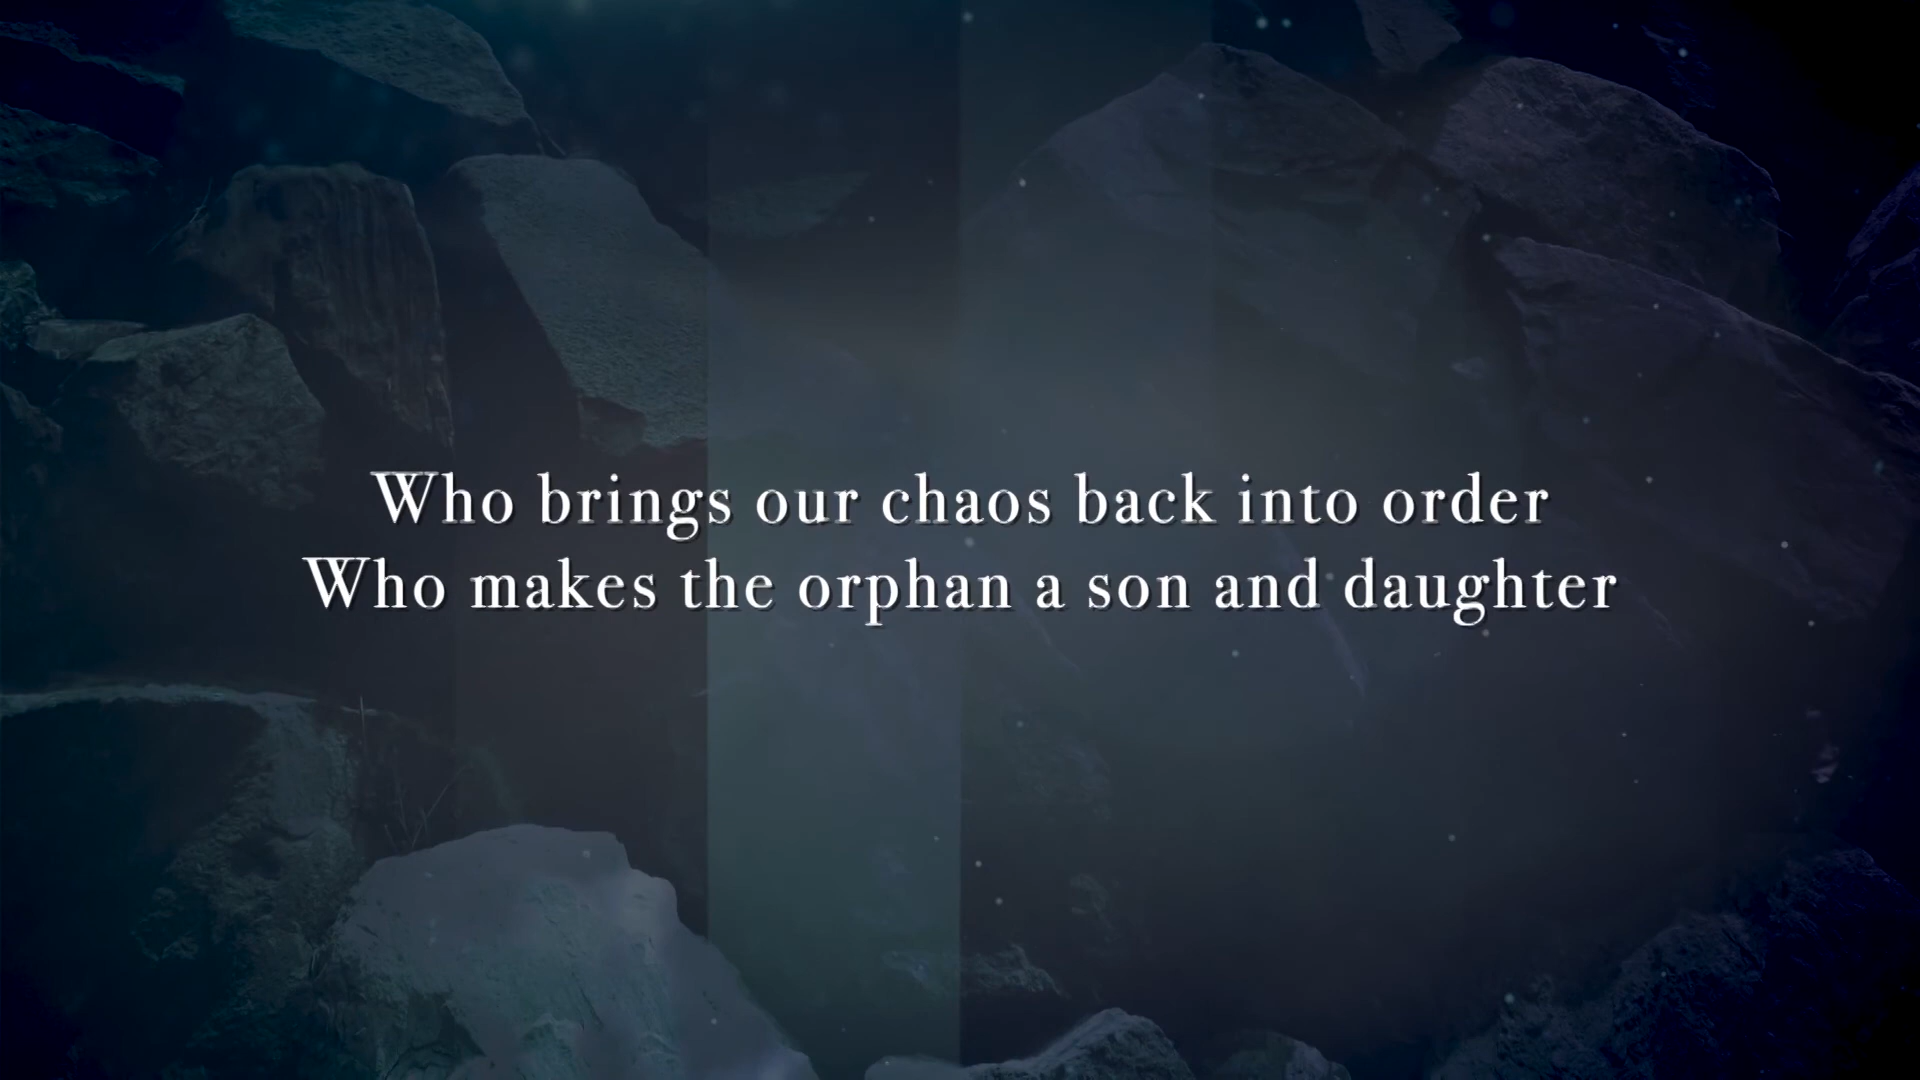 Who brings our chaos back into order
Who makes the orphan a son and daughter